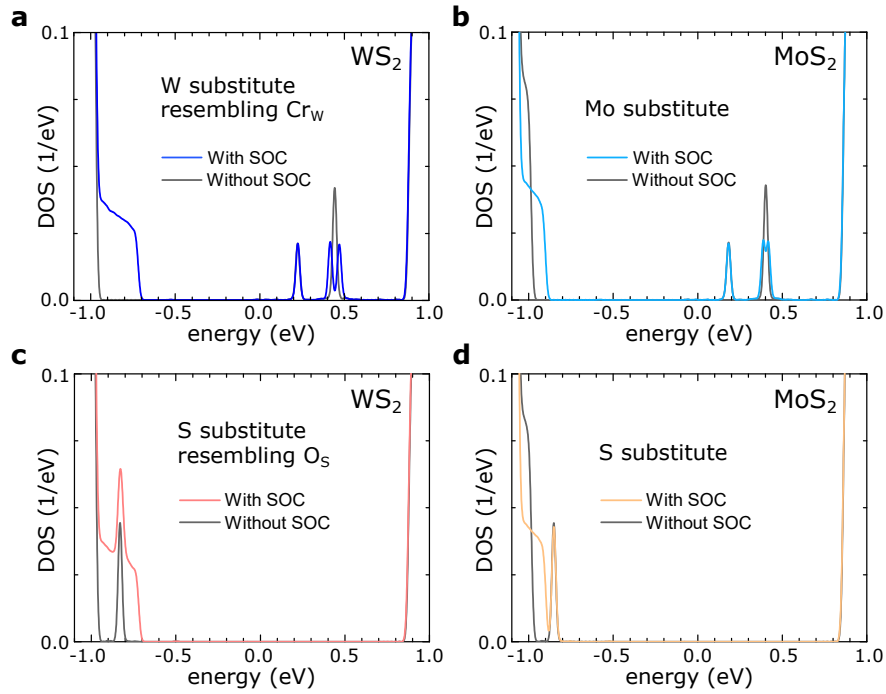 a
WS2
W substitute
resembling CrW
With SOC
Without SOC
DOS (1/eV)
0.1
0.0
-1.0 -0.5 0.0 0.5 1.0
energy (eV)
b
MoS2
Mo substitute
With SOC
Without SOC
DOS (1/eV)
0.1
0.0
-1.0 -0.5 0.0 0.5 1.0
energy (eV)
c
WS2
S substitute
resembling OS
With SOC
Without SOC
DOS (1/eV)
0.1
0.0
-1.0 -0.5 0.0 0.5 1.0
energy (eV)
d
MoS2
S substitute
With SOC
Without SOC
DOS (1/eV)
0.1
0.0
-1.0 -0.5 0.0 0.5 1.0
energy (eV)